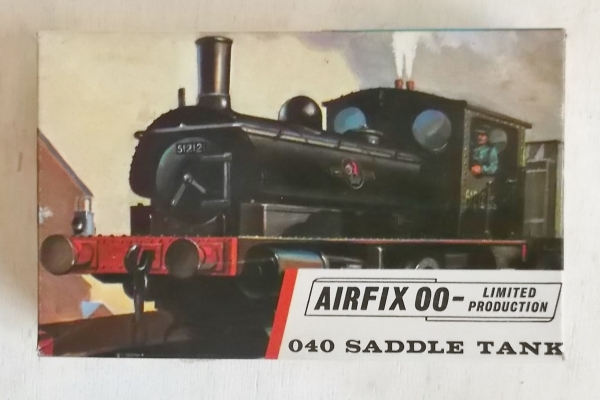 51212
AIRFIX 00-
LIMITED
PRODUCTION
040 SADDLE TANK